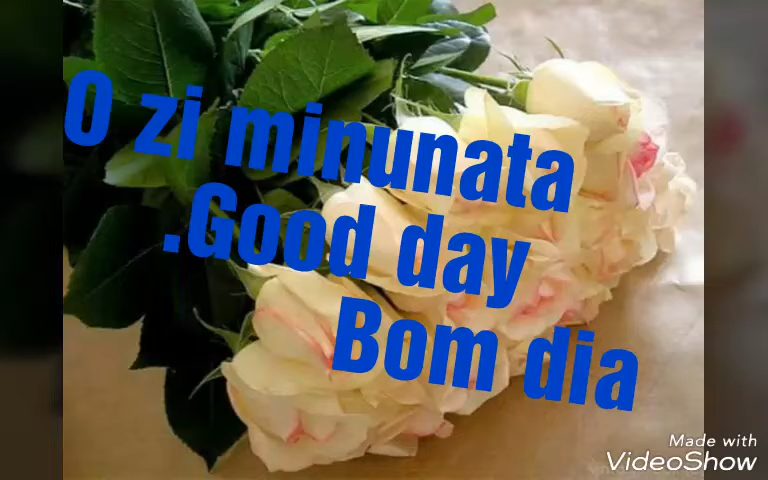 O zi minunata
.Good day
Bom dia
Made with
VideoShow